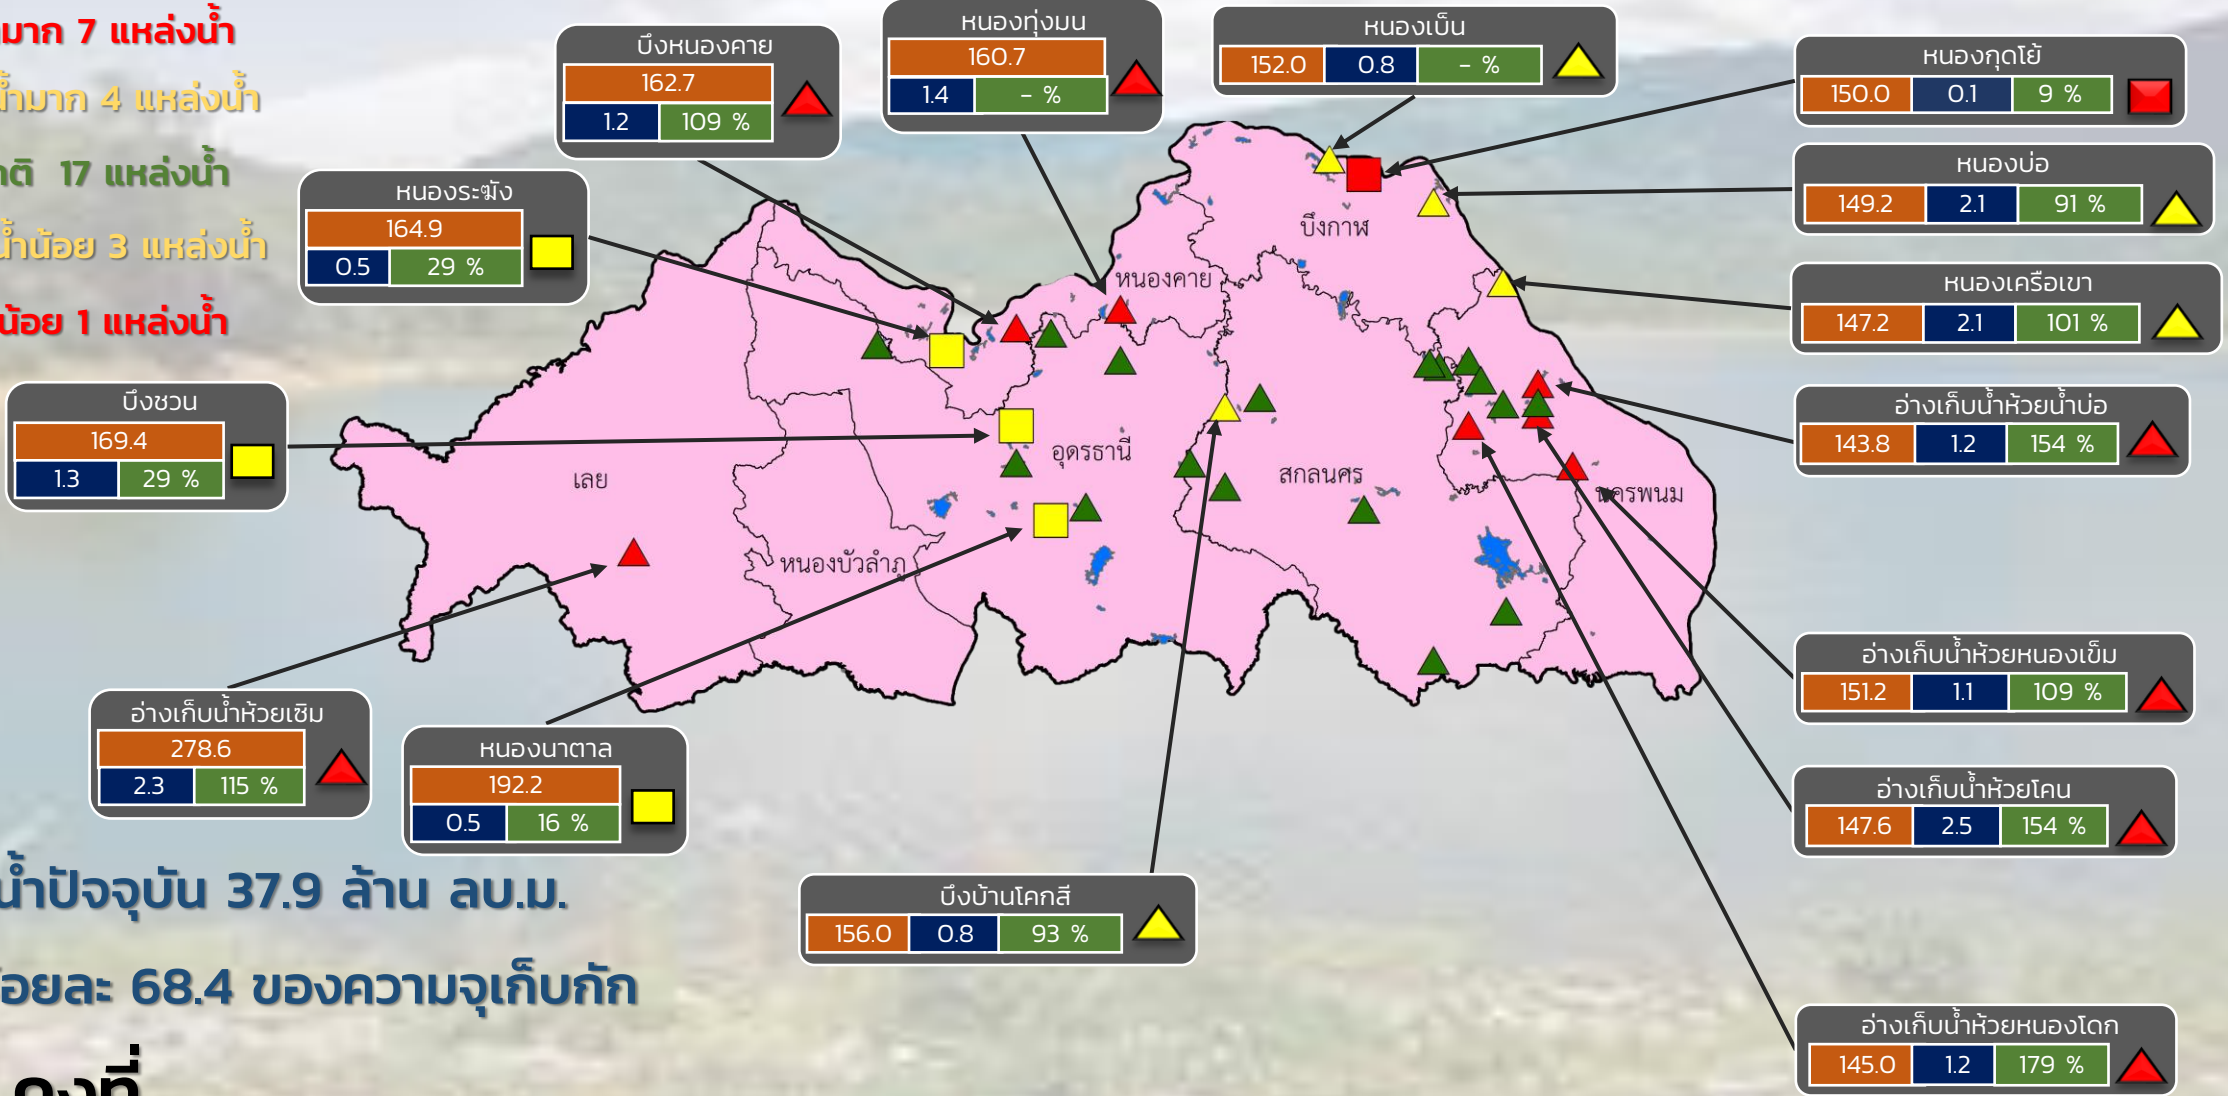 มาก 7 แหล่งน้ำ
น้ำมาก 4 แหล่งน้ำ
17 แหล่งน้ำ
น้ำน้อย 3 แหล่งน้ำ
น้อย 1 แหล่งน้ำ
บึงหนองคาย
162.7
1.2 109 %
หนองทุ่งมน
160.7
1.4 - %
หนองเบ็น
152.0 0.8 - %
หนองกุดโย้
150.0 0.1 9 %
หนองบ่อ
149.2 2.1 91 %
หนองเครือเขา
147.2 2.1 101 %
อ่างเก็บน้ำห้วยน้ำบ่อ
143.8 1.2 154 %
หนองระฆัง
164.9
0.5 29 %
บึงชวน
169.4
1.3 29 %
บึงกาฬ
หนองคาย
เลย
อุดรธานี
สกลนคร
นครพนม
หนองบัวลำภู
อ่างเก็บน้ำห้วยหนองเข็ม
151.2 1.1 109 %
อ่างเก็บน้ำห้วยโคน
147.6 2.5 154 %
อ่างเก็บน้ำห้วยหนองโดก
145.0 1.2 179 %
อ่างเก็บน้ำห้วยเซิม
278.6
2.3 115 %
หนองนาตาล
192.2
0.5 16 %
บึงบ้านโคกสี
156.0 0.8 93 %
น้ำปัจจุบัน 37.9 ล้าน ลบ.ม.
ร้อยละ 68.4 ของความจุเก็บกัก
คงที่